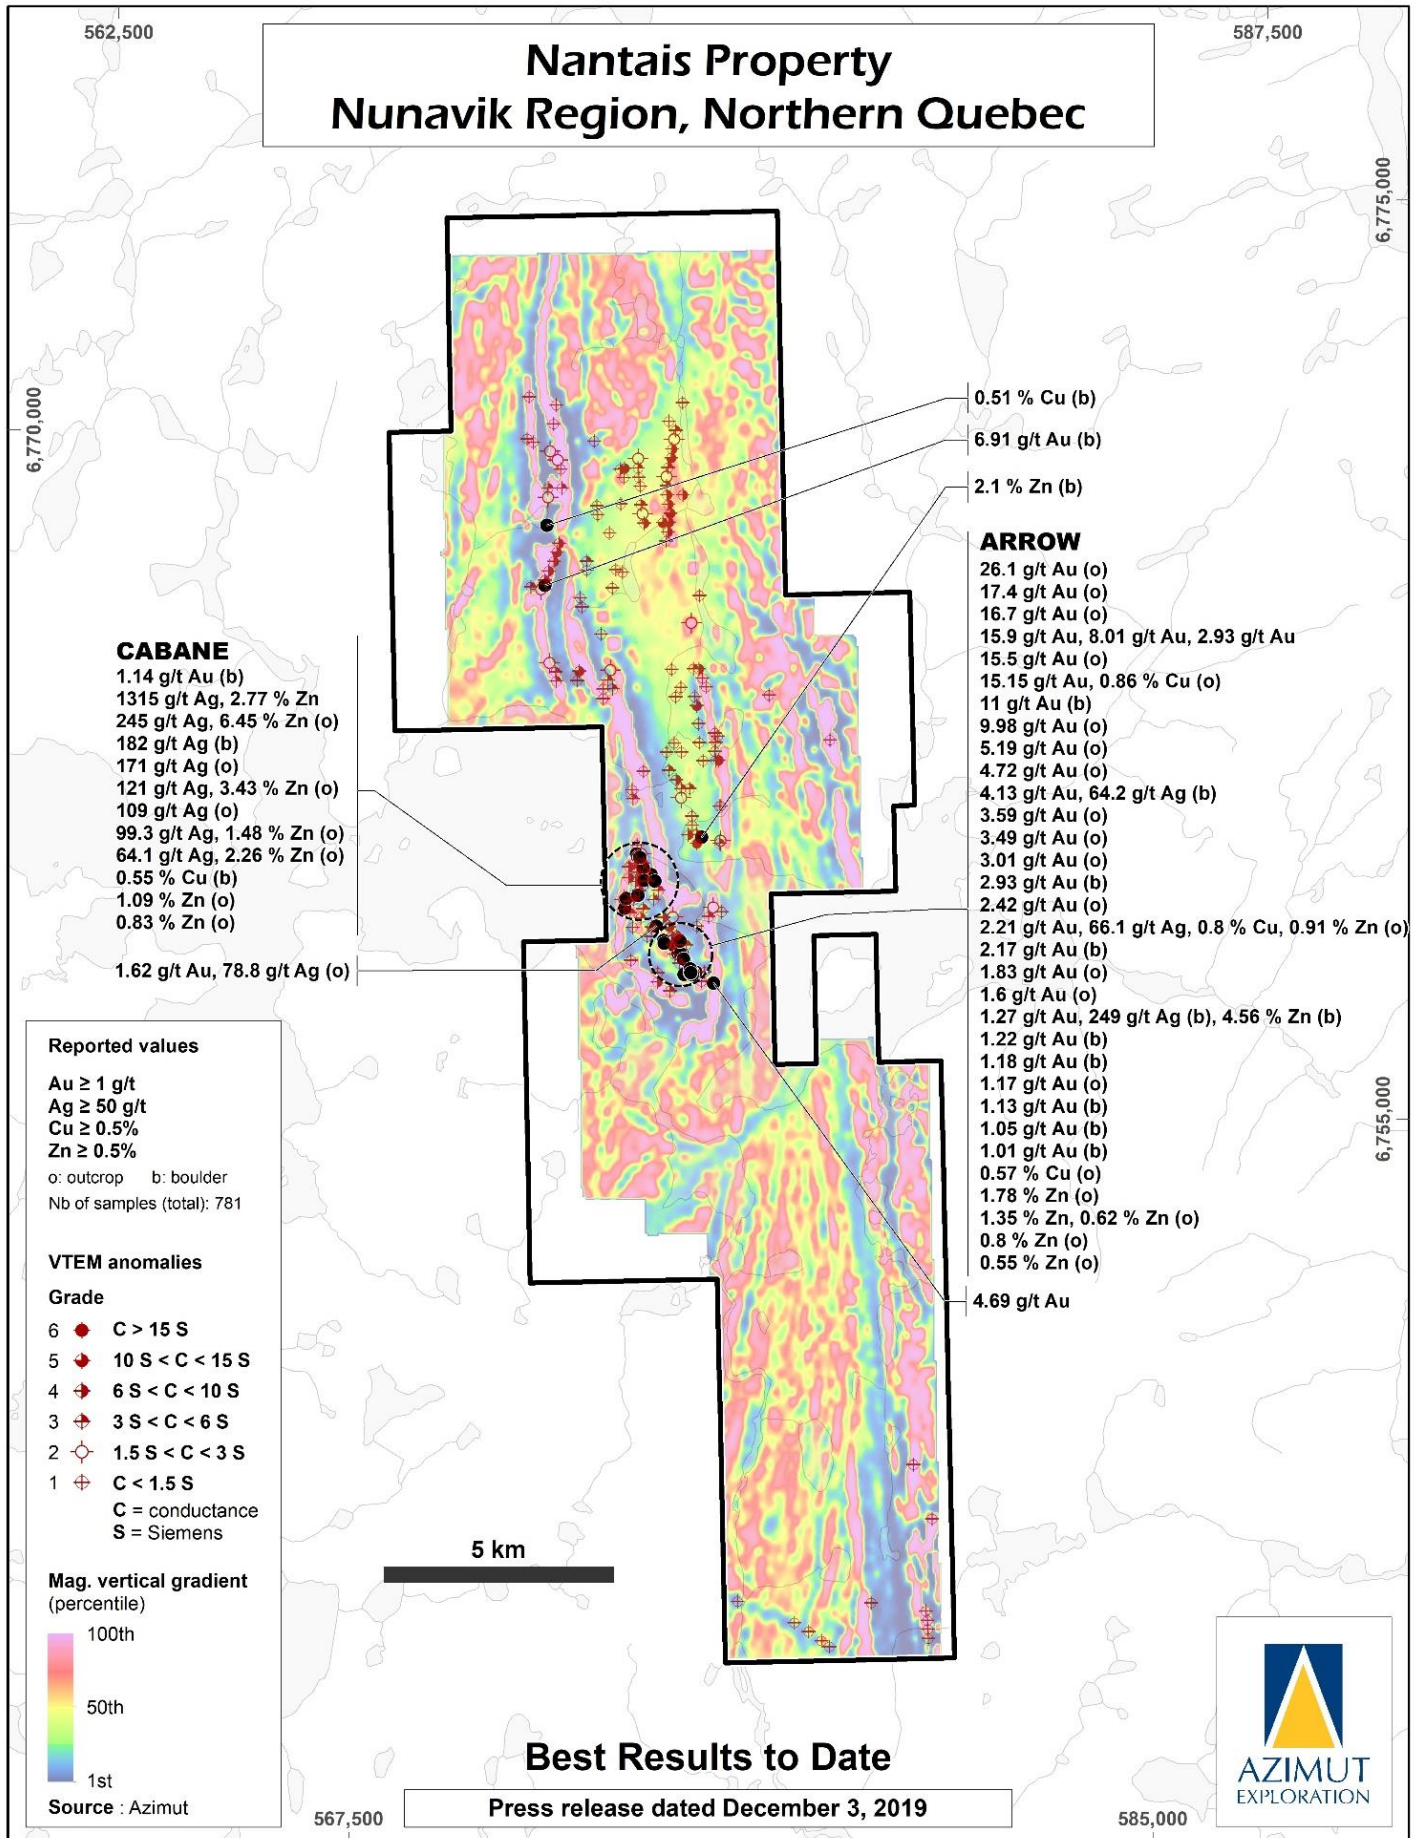 562,500
587,500
Nantais Property
Nunavik Region, Northern Quebec
6,775,000
6,770,000
0.51 % Cu (b)
6.91 g/t Au (b)
2.1 % Zn (b)
ARROW
26.1 g/t Au (o)
17.4 g/t Au (o)
16.7 g/t Au (o)
15.9 g/t Au, 8.01 g/t Au, 2.93 g/t Au
15.5 g/t Au (o)
15.15 g/t Au, 0.86 % Cu (o)
11 g/t Au (b)
9.98 g/t Au (o)
5.19 g/t Au (o)
4.72 g/t Au (o)
4.13 g/t Au, 64.2 g/t Ag (b)
3.59 g/t Au (o)
3.49 g/t Au (o)
3.01 g/t Au (o)
2.93 g/t Au (b)
2.42 g/t Au (o)
2.21 g/t Au, 66.1 g/t Ag, 0.8 % Cu, 0.91 % Zn (o)
2.17 g/t Au (b)
1.83 g/t Au (o)
1.6 g/t Au (o)
1.27 g/t Au, 249 g/t Ag (b), 4.56 % Zn (b)
1.22 g/t Au (b)
1.18 g/t Au (b)
1.17 g/t Au (o)
1.13 g/t Au (b)
1.05 g/t Au (b)
1.01 g/t Au (b)
0.57 % Cu (o)
1.78 % Zn (o)
1.35 % Zn, 0.62 % Zn (o)
0.8 % Zn (o)
0.55 % Zn (o)
4.69 g/t Au
CABANE
1.14 g/t Au (b)
1315 g/t Ag, 2.77 % Zn
245 g/t Ag, 6.45 % Zn (o)
182 g/t Ag (b)
171 g/t Ag (o)
121 g/t Ag, 3.43 % Zn (o)
109 g/t Ag (o)
99.3 g/t Ag, 1.48 % Zn (o)
64.1 g/t Ag, 2.26 % Zn (o)
0.55 % Cu (b)
1.09 % Zn (o)
0.83 % Zn (o)
1.62 g/t Au, 78.8 g/t Ag (o)
6,755,000
Reported values
Au ≥ 1 g/t
Ag ≥ 50 g/t
Cu ≥ 0.5%
Zn ≥ 0.5%
o: outcrop b: boulder
Nb of samples (total): 781
VTEM anomalies
Grade
6 C > 15 S
5 10 S < C < 15 S
4 6 S < C < 10 S
3 3 S < C < 6 S
2 1.5 S < C < 3 S
1 C < 1.5 S
C = conductance
S = Siemens
Mag. vertical gradient
(percentile)
100th
50th
1st
Source : Azimut
5 km
Best Results to Date
Press release dated December 3, 2019
AZIMUT
EXPLORATION
567,500
585,000